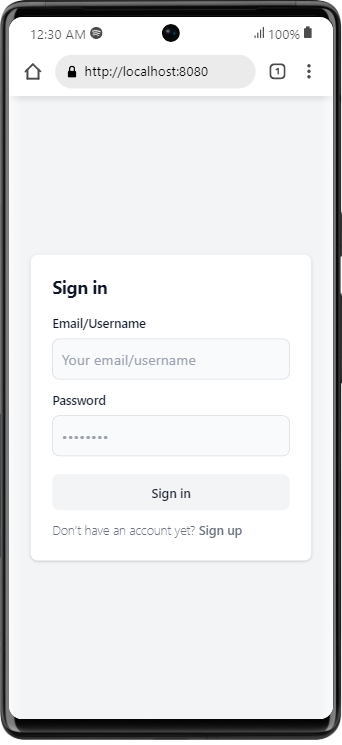 12:30 AM 100%
http://localhost:8080 1
Sign in
Email/Username
Your email/username
Password
••••••••
Sign in
Don't have an account yet? Sign up